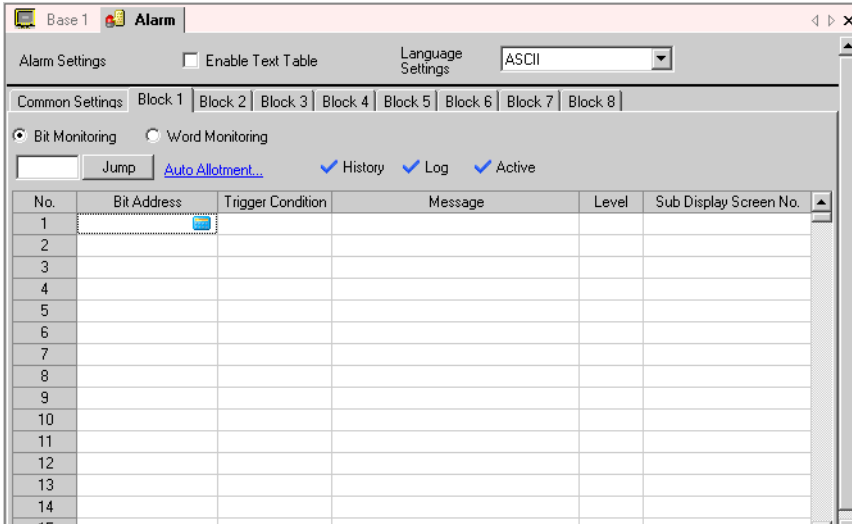 Base 1 Alarm
Alarm Settings Enable Text Table Language Settings ASCII
Common Settings Block 1 Block 2 Block 3 Block 4 Block 5 Block 6 Block 7 Block 8
Bit Monitoring Word Monitoring
Jump Auto Allotment... History Log Active
No. Bit Address Trigger Condition Message Level Sub Display Screen No.
1
2
3
4
5
6
7
8
9
10
11
12
13
14
15